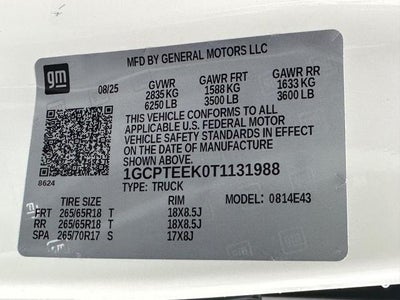 MFD BY GENERAL MOTORS LLC
gm
08/25 GVWR GAWR FRT GAWR RR
2835 KG 1588 KG 1633 KG
6250 LB 3500 LB 3600 LB
THIS VEHICLE CONFORMS TO ALL
APPLICABLE U.S. FEDERAL MOTOR
VEHICLE SAFETY STANDARDS IN EFFECT
ON THE DATE OF MANUFACTURE
SHOWN ABOVE.
8624 1GCPTEEK0T1131988
TYPE: TRUCK
TIRE SIZE RIM MODEL: 0814E43
FRT 265/65R18 T 18X8.5J
RR 265/65R18 T 18X8.5J
SPA 265/70R17 S 17X8J